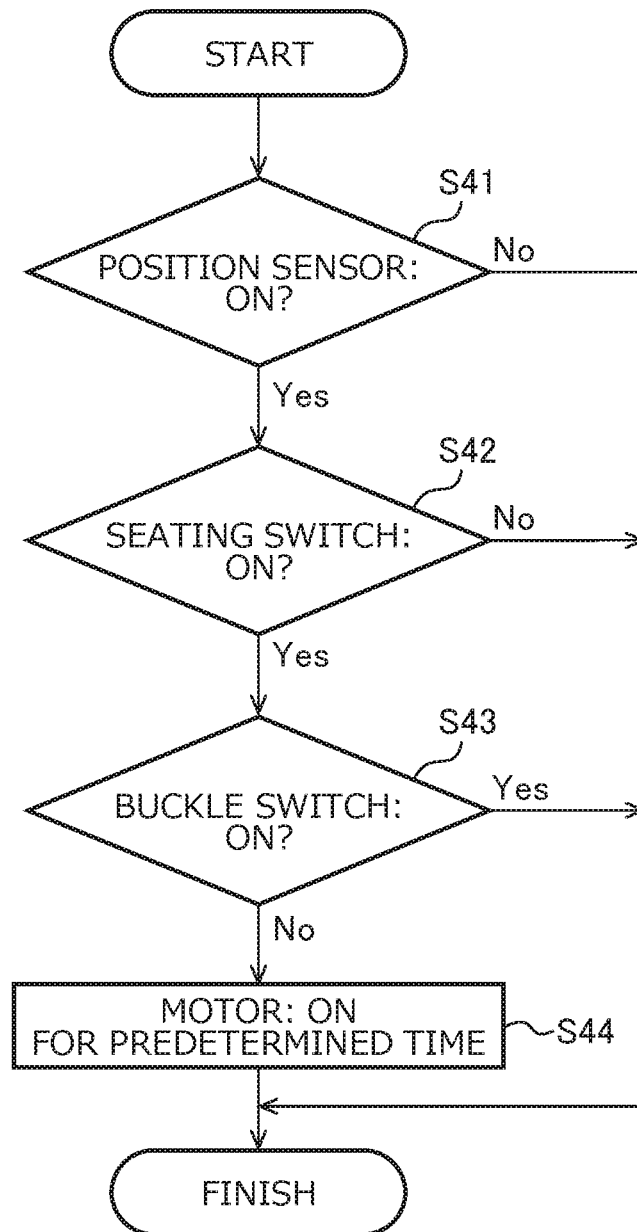 START
S41
POSITION SENSOR:
ON?
No
Yes
S42
SEATING SWITCH:
ON?
No
Yes
S43
BUCKLE SWITCH:
ON?
Yes
No
MOTOR: ON
FOR PREDETERMINED TIME
S44
FINISH